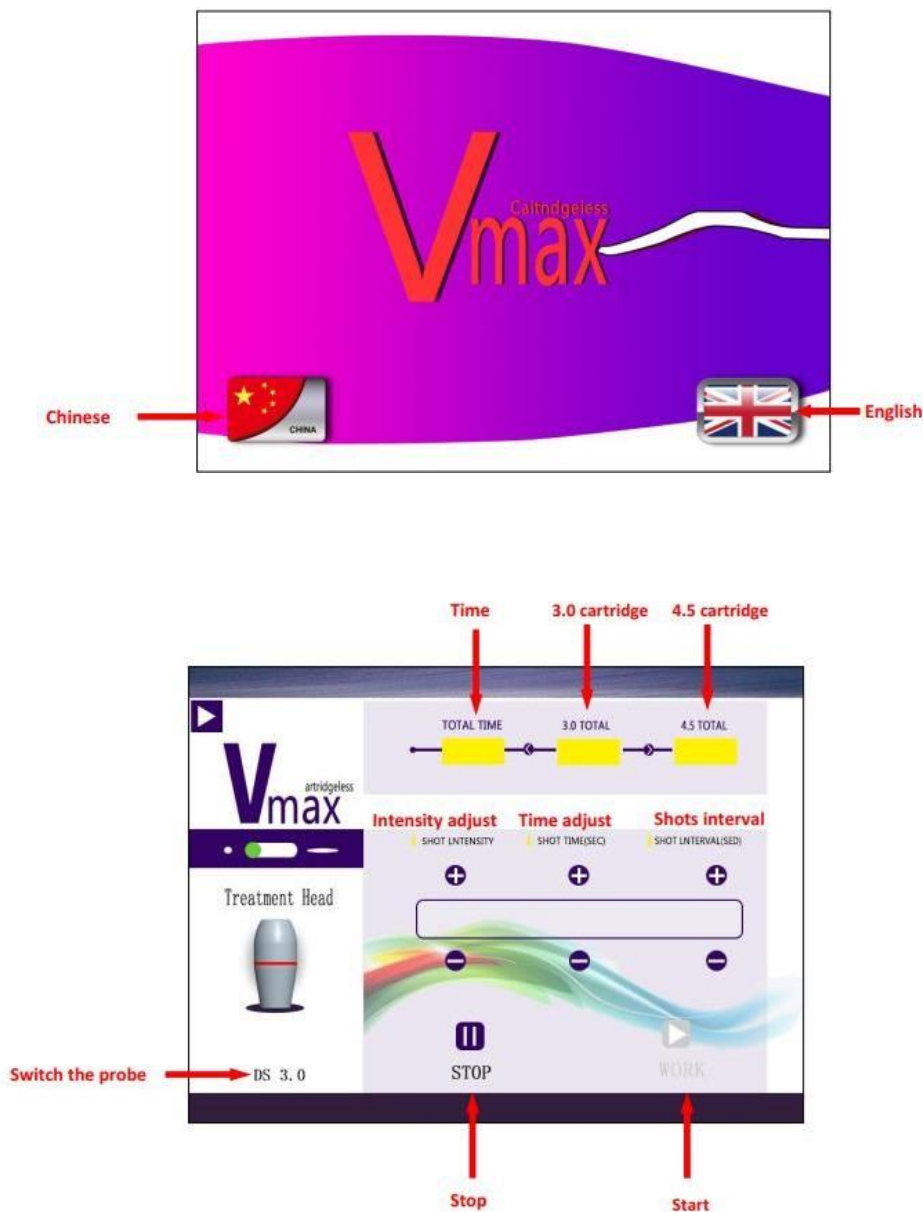 Caltndgeless
Vmax
Chinese
CHINA
English
Time 3.0 cartridge 4.5 cartridge
TOTAL TIME 3.0 TOTAL 4.5 TOTAL
artridgeless
Vmax
Intensity adjust Time adjust Shots interval
SHOT LNTENSITY SHOT TIME(SEC) SHOT LNTERVAL(SED)
Treatment Head
Switch the probe
DS 3.0
STOP WORK
Stop Start